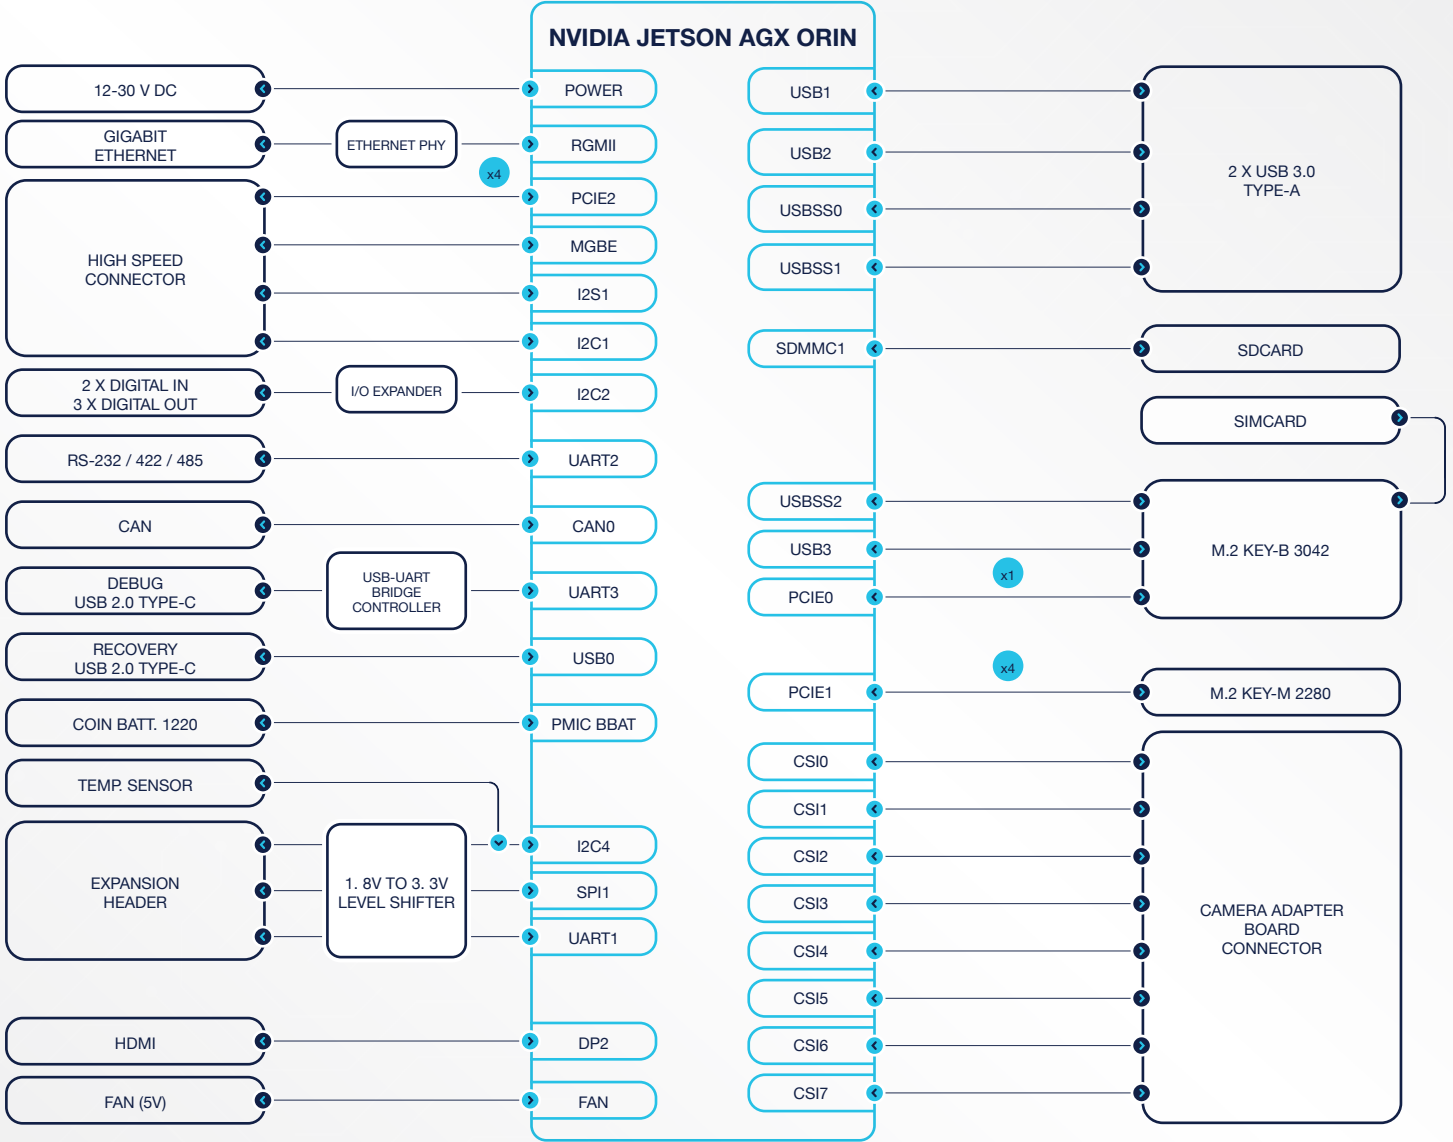 NVIDIA JETSON AGX ORIN
12-30 V DC
POWER
GIGABIT
ETHERNET
ETHERNET PHY
RGMII
x4
PCIE2
MGBE
I2S1
I2C1
HIGH SPEED
CONNECTOR
2 X DIGITAL IN
3 X DIGITAL OUT
I/O EXPANDER
I2C2
RS-232 / 422 / 485
UART2
CAN
CAN0
DEBUG
USB 2.0 TYPE-C
USB-UART
BRIDGE
CONTROLLER
UART3
RECOVERY
USB 2.0 TYPE-C
USB0
COIN BATT. 1220
PMIC BBAT
TEMP. SENSOR
EXPANSION
HEADER
1. 8V TO 3. 3V
LEVEL SHIFTER
I2C4
SPI1
UART1
HDMI
DP2
FAN (5V)
FAN
USB1
USB2
USBSS0
USBSS1
2 X USB 3.0
TYPE-A
SDMMC1
SDCARD
SIMCARD
USBSS2
USB3
x1
PCIE0
M.2 KEY-B 3042
x4
PCIE1
M.2 KEY-M 2280
CSI0
CSI1
CSI2
CSI3
CSI4
CSI5
CSI6
CSI7
CAMERA ADAPTER
BOARD
CONNECTOR